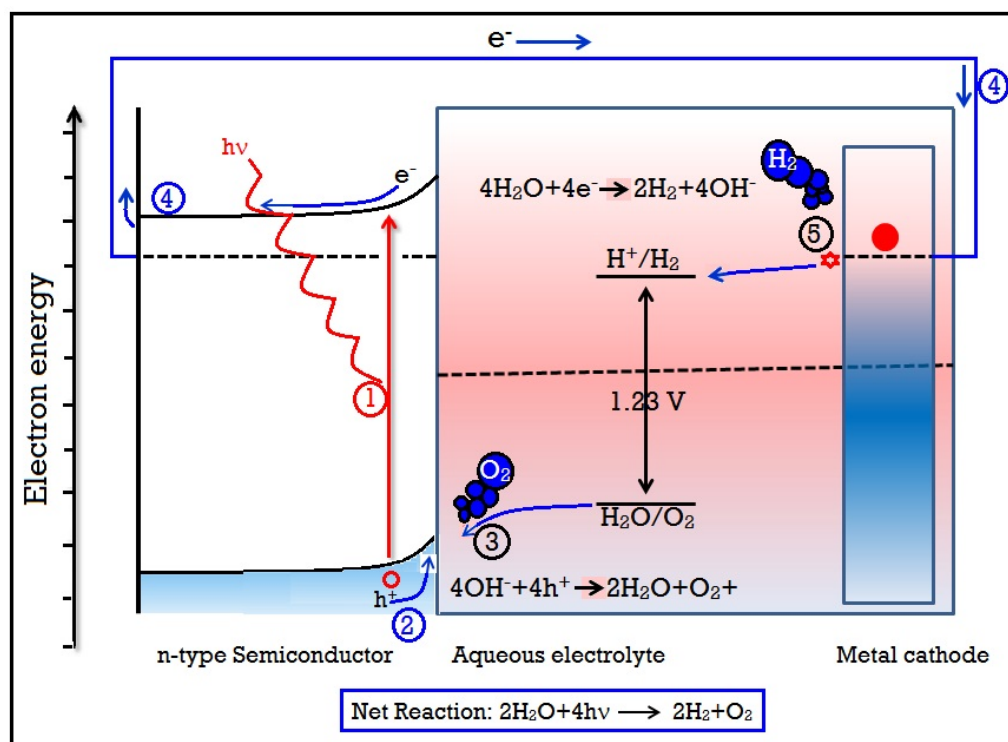 e⁻
④
hν
④
e⁻
4H₂O+4e⁻→2H₂+4OH⁻
H₂
⑤
H⁺/H₂
①
1.23 V
Electron energy
O₂
H₂O/O₂
③
4OH⁻+4h⁺→2H₂O+O₂+
h⁺
②
n-type Semiconductor
Aqueous electrolyte
Metal cathode
Net Reaction: 2H₂O+4hν ⟶ 2H₂+O₂